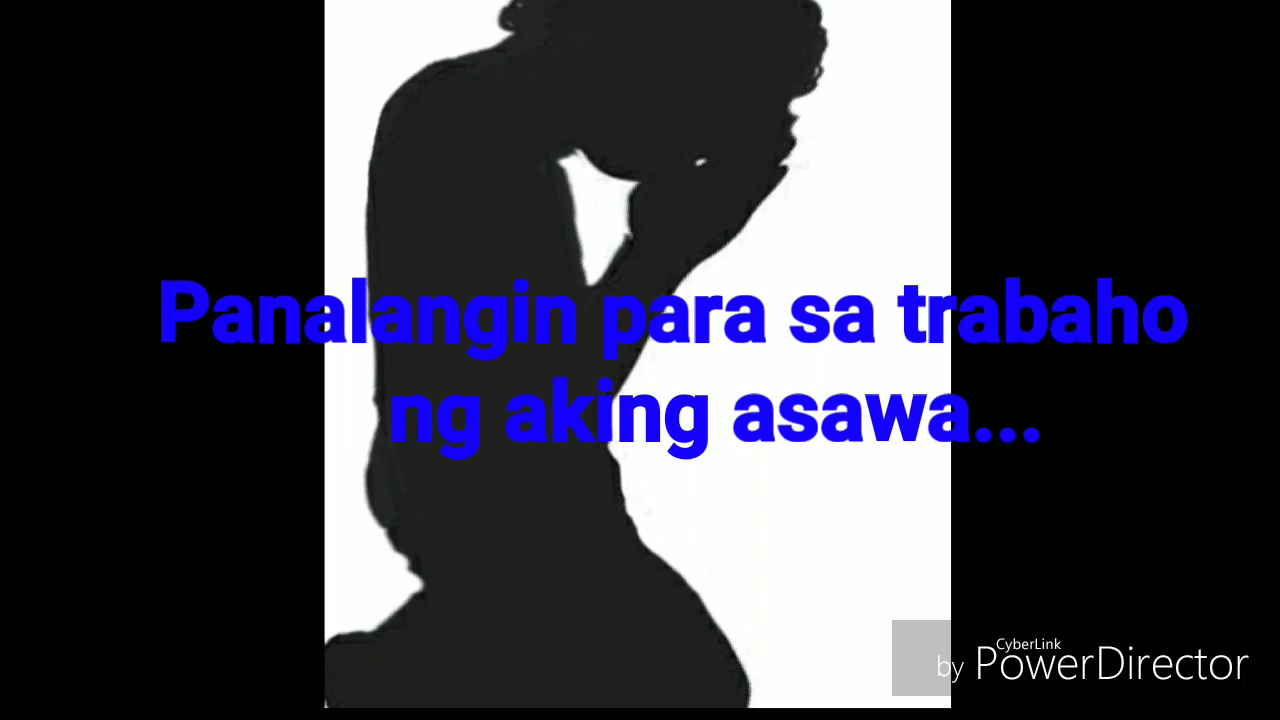 Panalangin para sa trabaho
ng aking asawa...
CyberLink
by PowerDirector